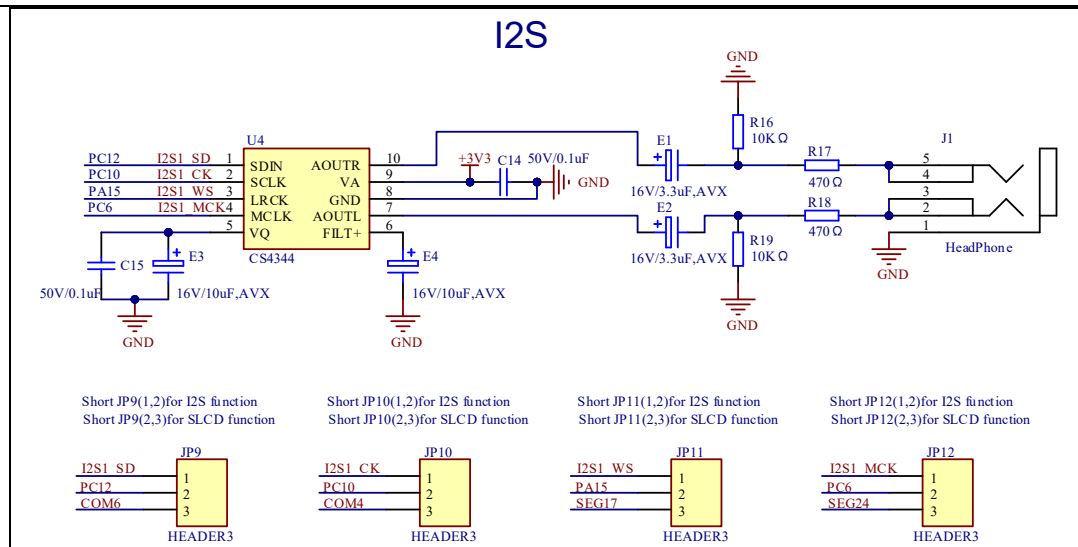 I2S
GND
U4
R16
10KΩ
E1
J1
PC12 I2S1_SD 1 SDIN AOUTR 10
+3V3 C14 50V/0.1uF
R17
5
PC10 I2S1_CK 2 SCLK VA 9
GND
16V/3.3uF,AVX
470Ω
4
PA15 I2S1_WS 3 LRCK GND 8
E2
R18
3
PC6 I2S1_MCK 4 MCLK AOUTL 7
2
5 VQ FILT+ 6
470Ω
1
CS4344
16V/3.3uF,AVX
R19
10KΩ
HeadPhone
C15 E3 E4
GND
50V/0.1uF 16V/10uF,AVX 16V/10uF,AVX
GND
GND
GND
Short JP9(1,2)for I2S function
Short JP9(2,3)for SLCD function
Short JP10(1,2)for I2S function
Short JP10(2,3)for SLCD function
Short JP11(1,2)for I2S function
Short JP11(2,3)for SLCD function
Short JP12(1,2)for I2S function
Short JP12(2,3)for SLCD function
JP9
I2S1_SD 1
PC12 2
COM6 3
HEADER3
JP10
I2S1_CK 1
PC10 2
COM4 3
HEADER3
JP11
I2S1_WS 1
PA15 2
SEG17 3
HEADER3
JP12
I2S1_MCK 1
PC6 2
SEG24 3
HEADER3